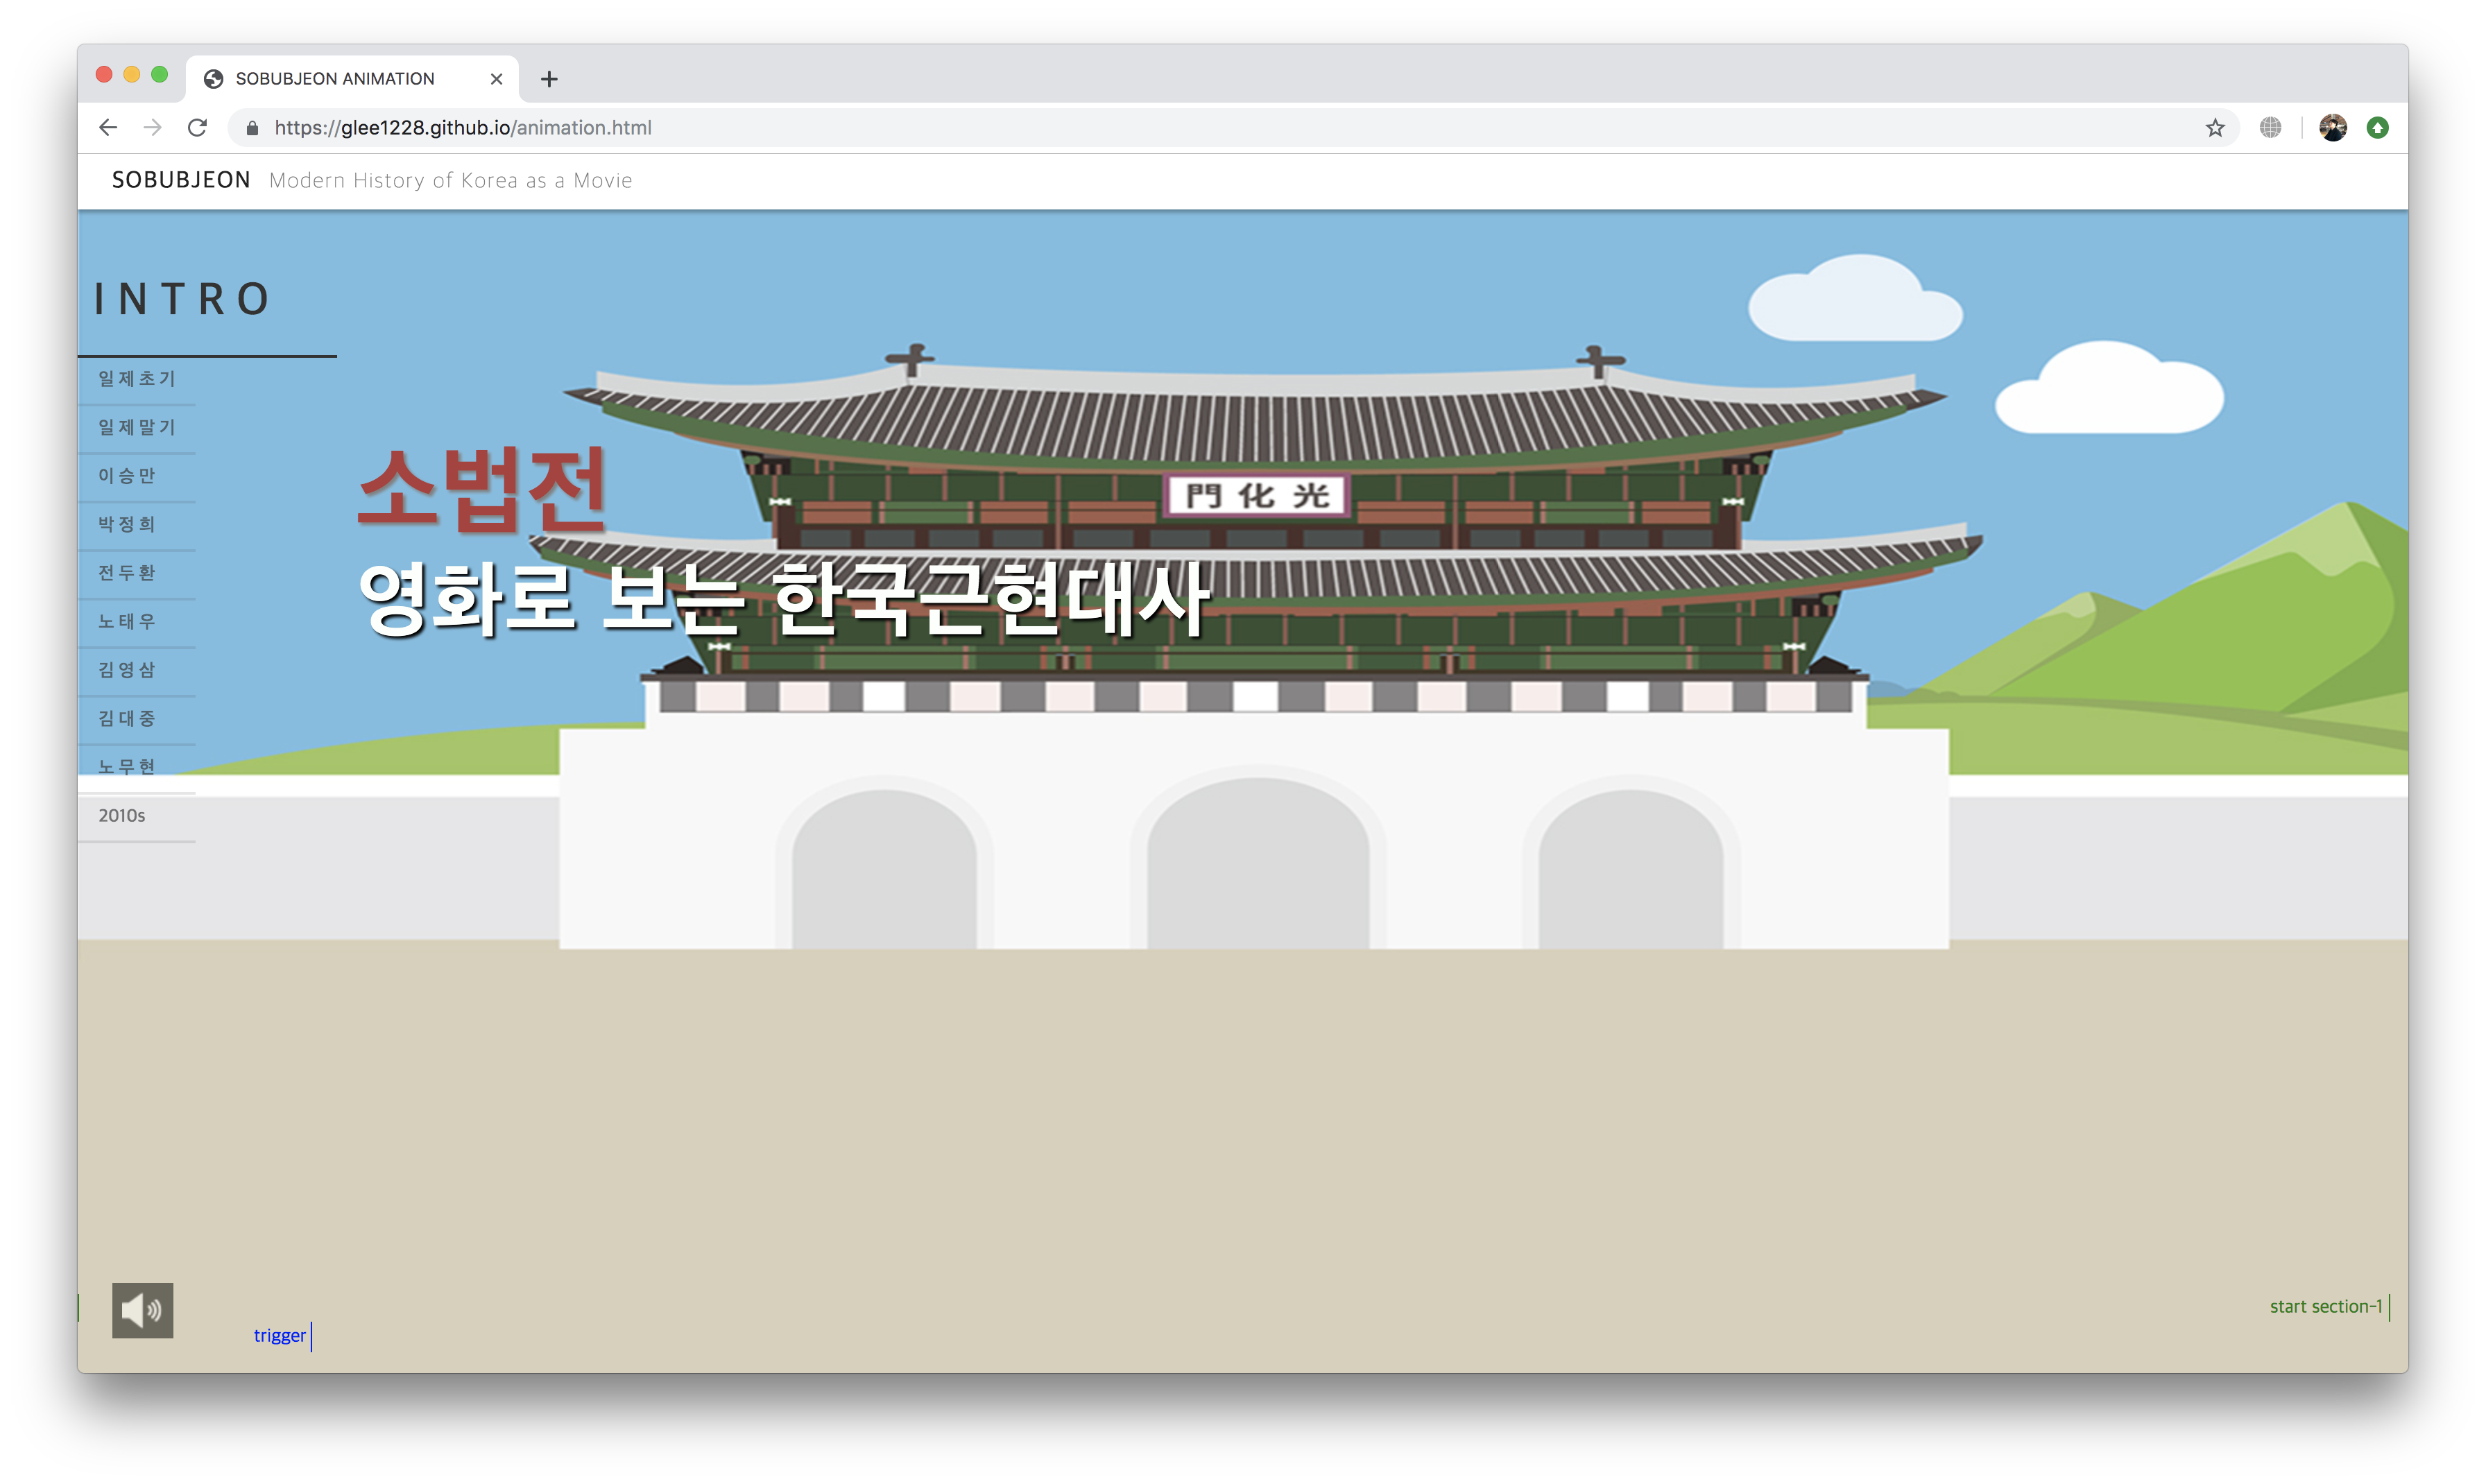 SOBUBJEON ANIMATION
https://glee1228.github.io/animation.html
SOBUBJEON Modern History of Korea as a Movie
INTRO
일제초기
일제말기
이승만
박정희
전두환
노태우
김영삼
김대중
노무현
2010s
소법전
영화로 보는 한국근현대사
門化光
start section-1
trigger